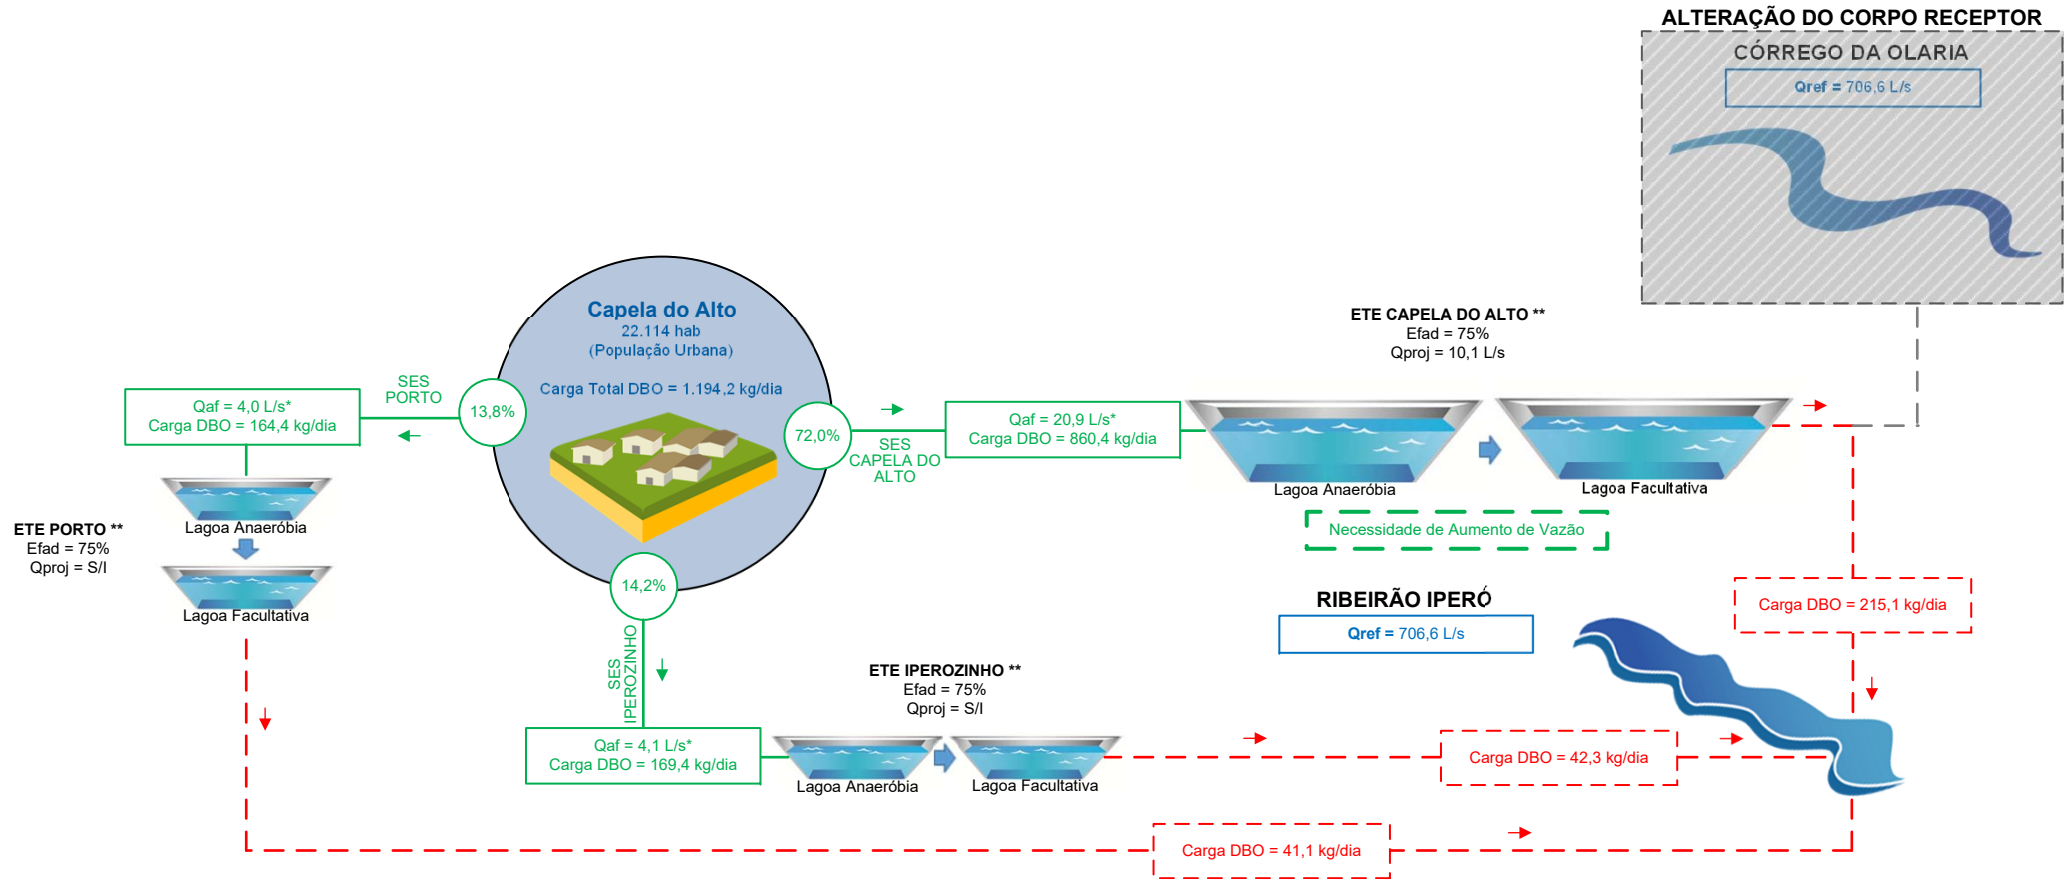 ALTERAÇÃO DO CORPO RECEPTOR
CÓRREGO DA OLARIA
Qref = 706,6 L/s
Capela do Alto
22.114 hab
(População Urbana)
Carga Total DBO = 1.194,2 kg/dia
13,8%
72,0%
14,2%
SES
PORTO
Qaf = 4,0 L/s*
Carga DBO = 164,4 kg/dia
Lagoa Anaeróbia
ETE PORTO **
Efad = 75%
Qproj = S/I
Lagoa Facultativa
SES
CAPELA DO
ALTO
Qaf = 20,9 L/s*
Carga DBO = 860,4 kg/dia
ETE CAPELA DO ALTO **
Efad = 75%
Qproj = 10,1 L/s
Lagoa Anaeróbia
Lagoa Facultativa
Necessidade de Aumento de Vazão
Carga DBO = 215,1 kg/dia
RIBEIRÃO IPERÓ
Qref = 706,6 L/s
SES
IPEROZINHO
Qaf = 4,1 L/s*
Carga DBO = 169,4 kg/dia
ETE IPEROZINHO **
Efad = 75%
Qproj = S/I
Lagoa Anaeróbia
Lagoa Facultativa
Carga DBO = 42,3 kg/dia
Carga DBO = 41,1 kg/dia